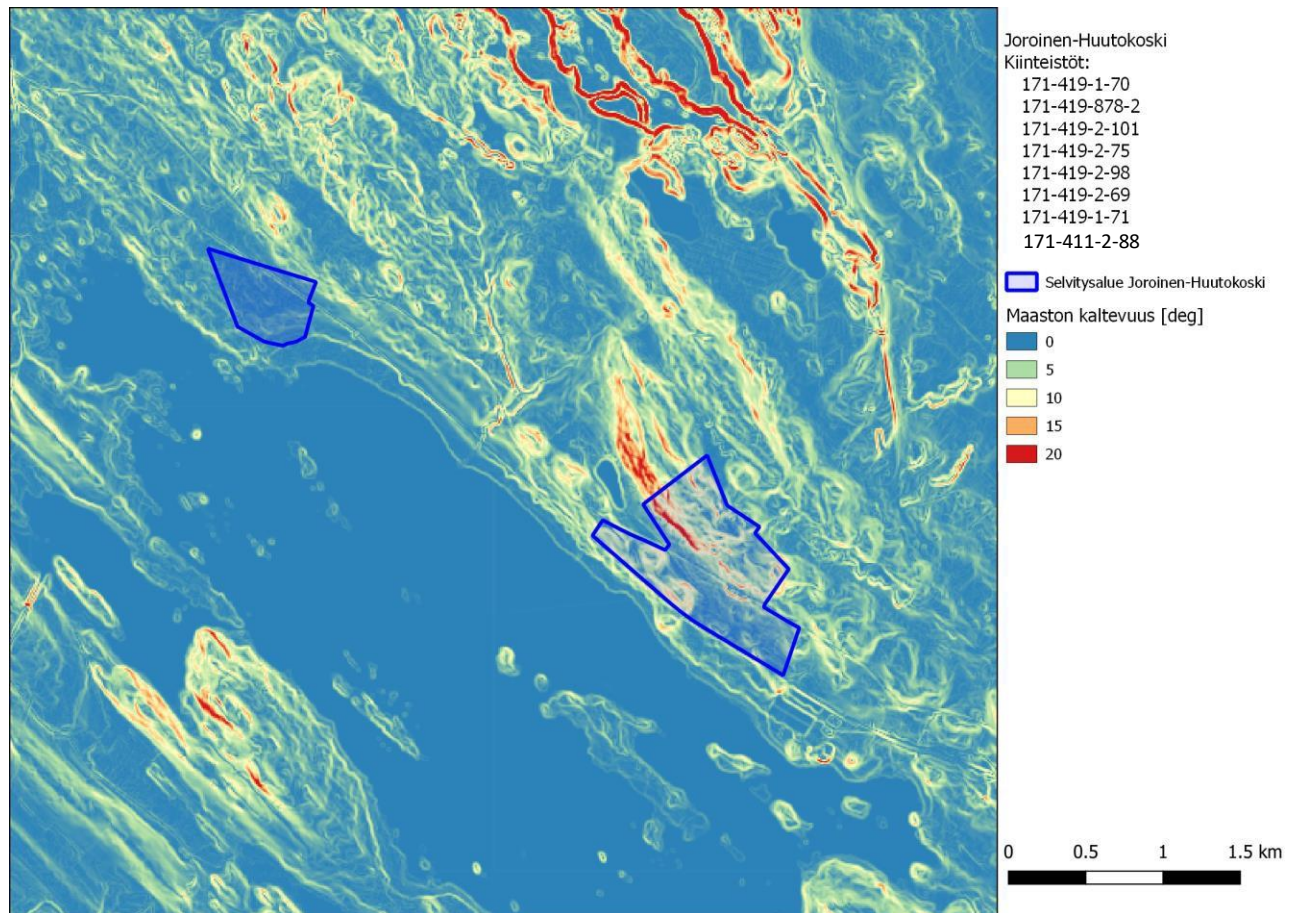 Joroinen-Huutokoski
Kiinteistöt:
171-419-1-70
171-419-878-2
171-419-2-101
171-419-2-75
171-419-2-98
171-419-2-69
171-419-1-71
171-411-2-88
Selvitysalue Joroinen-Huutokoski
Maaston kaltevuus [deg]
0
5
10
15
20
0 0.5 1 1.5 km